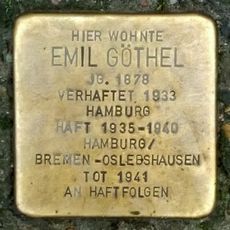 HIER WOHNTE
EMIL GÖTHEL
JG. 1878
VERHAFTET 1933
HAMBURG
HAFT 1935-1940
HAMBURG/
BREMEN-OSLEBSHAUSEN
TOT 1941
AN HAFTFOLGEN